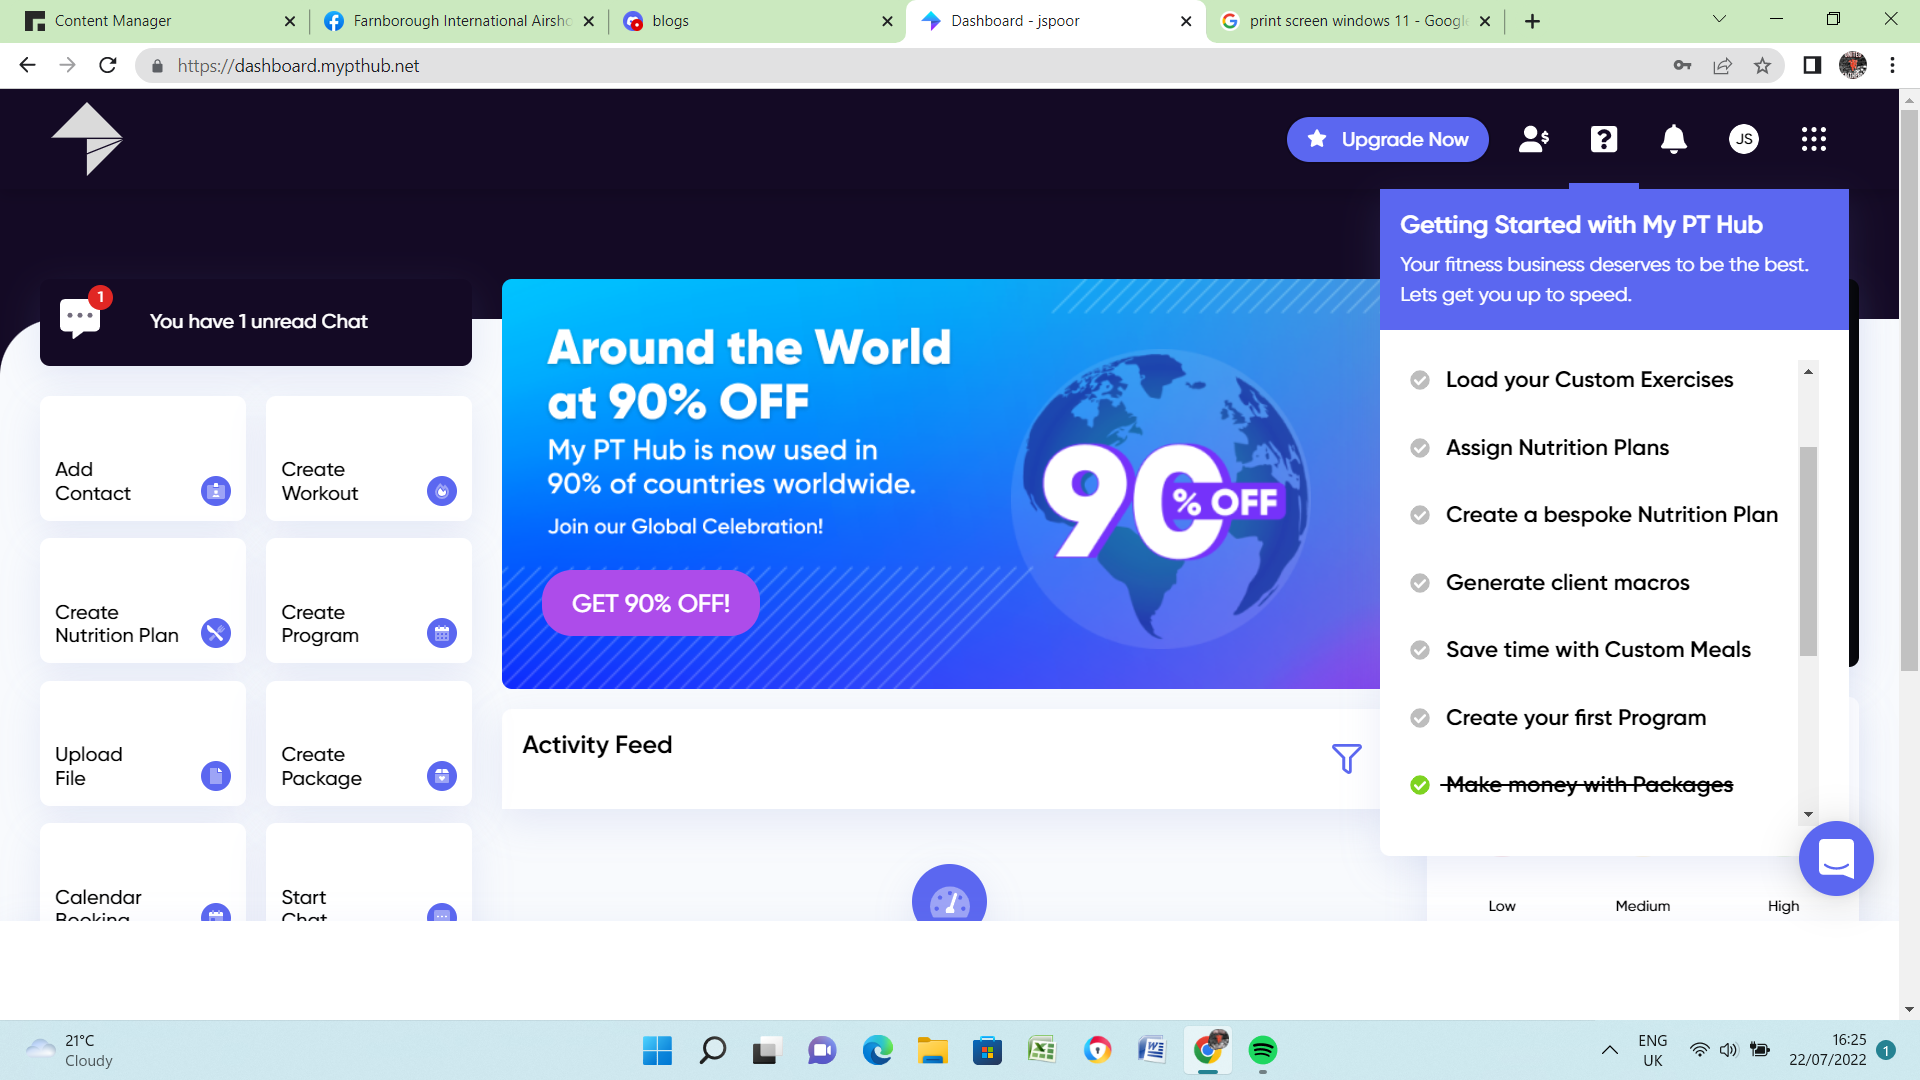 Content Manager
Farnborough International Airsho
blogs
Dashboard - jspoor
print screen windows 11 - Google
https://dashboard.mypthub.net
Upgrade Now
JS
Getting Started with My PT Hub
Your fitness business deserves to be the best.
Lets get you up to speed.
1
You have 1 unread Chat
Around the World
at 90% OFF
My PT Hub is now used in
90% of countries worldwide.
Join our Global Celebration!
GET 90% OFF!
90
% OFF
Load your Custom Exercises
Assign Nutrition Plans
Create a bespoke Nutrition Plan
Generate client macros
Save time with Custom Meals
Create your first Program
Make money with Packages
Add
Contact
Create
Workout
Create
Nutrition Plan
Create
Program
Upload
File
Create
Package
Calendar
Booking
Start
Chat
Activity Feed
Low
Medium
High
21°C
Cloudy
ENG
UK
16:25
22/07/2022
1